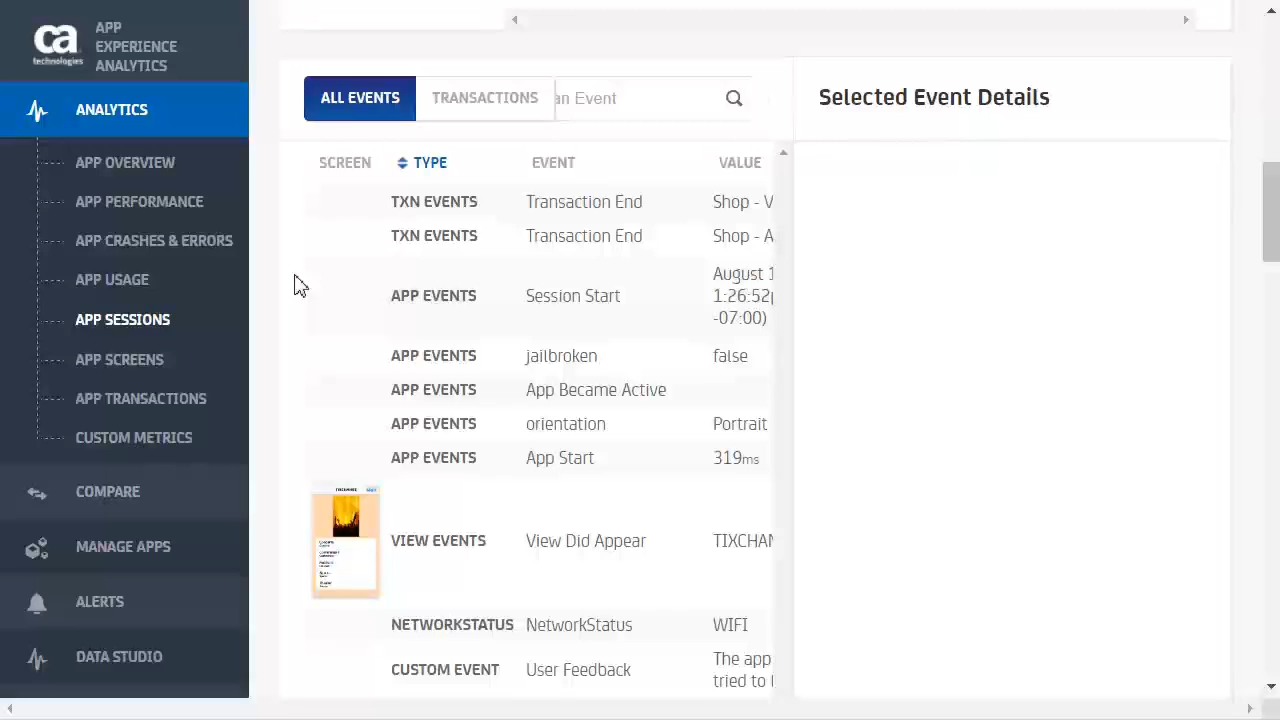 ca
technologies
APP
EXPERIENCE
ANALYTICS
ANALYTICS
APP OVERVIEW
APP PERFORMANCE
APP CRASHES & ERRORS
APP USAGE
APP SESSIONS
APP SCREENS
APP TRANSACTIONS
CUSTOM METRICS
COMPARE
MANAGE APPS
ALERTS
DATA STUDIO
ALL EVENTS TRANSACTIONS an Event
SCREEN TYPE EVENT VALUE
TXN EVENTS Transaction End Shop - V
TXN EVENTS Transaction End Shop - A
APP EVENTS Session Start August 1
1:26:52p
-07:00)
APP EVENTS jailbroken false
APP EVENTS App Became Active
APP EVENTS orientation Portrait
APP EVENTS App Start 319ms
VIEW EVENTS View Did Appear TIXCHAN
NETWORKSTATUS NetworkStatus WIFI
CUSTOM EVENT User Feedback The app
tried to t
Selected Event Details